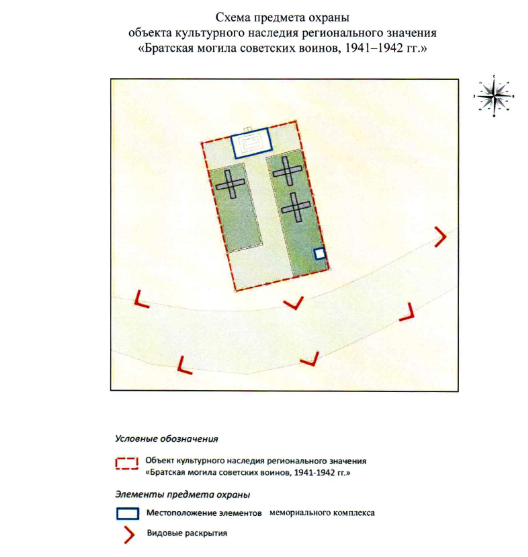 Схема предмета охраны
объекта культурного наследия регионального значения
«Братская могила советских воинов, 1941–1942 гг.»
Условные обозначения
Объект культурного наследия регионального значения
«Братская могила советских воинов, 1941-1942 гг.»
Элементы предмета охраны
Местоположение элементов мемориального комплекса
Видовые раскрытия